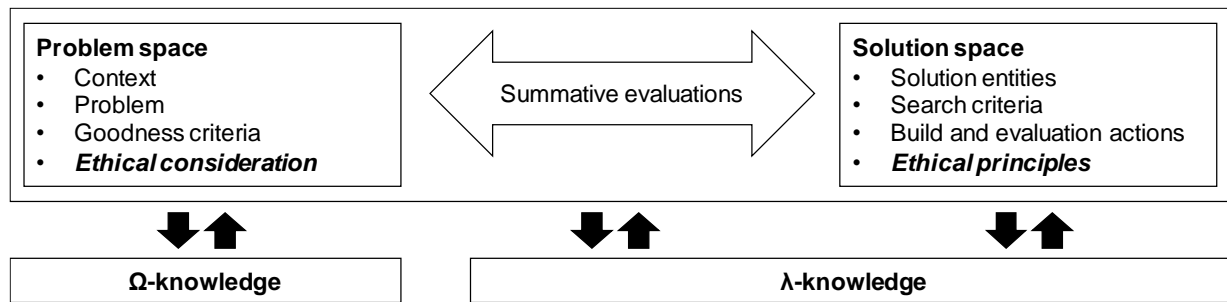 Problem space
• Context
• Problem
• Goodness criteria
• Ethical consideration
Summative evaluations
Solution space
• Solution entities
• Search criteria
• Build and evaluation actions
• Ethical principles
Ω-knowledge
λ-knowledge